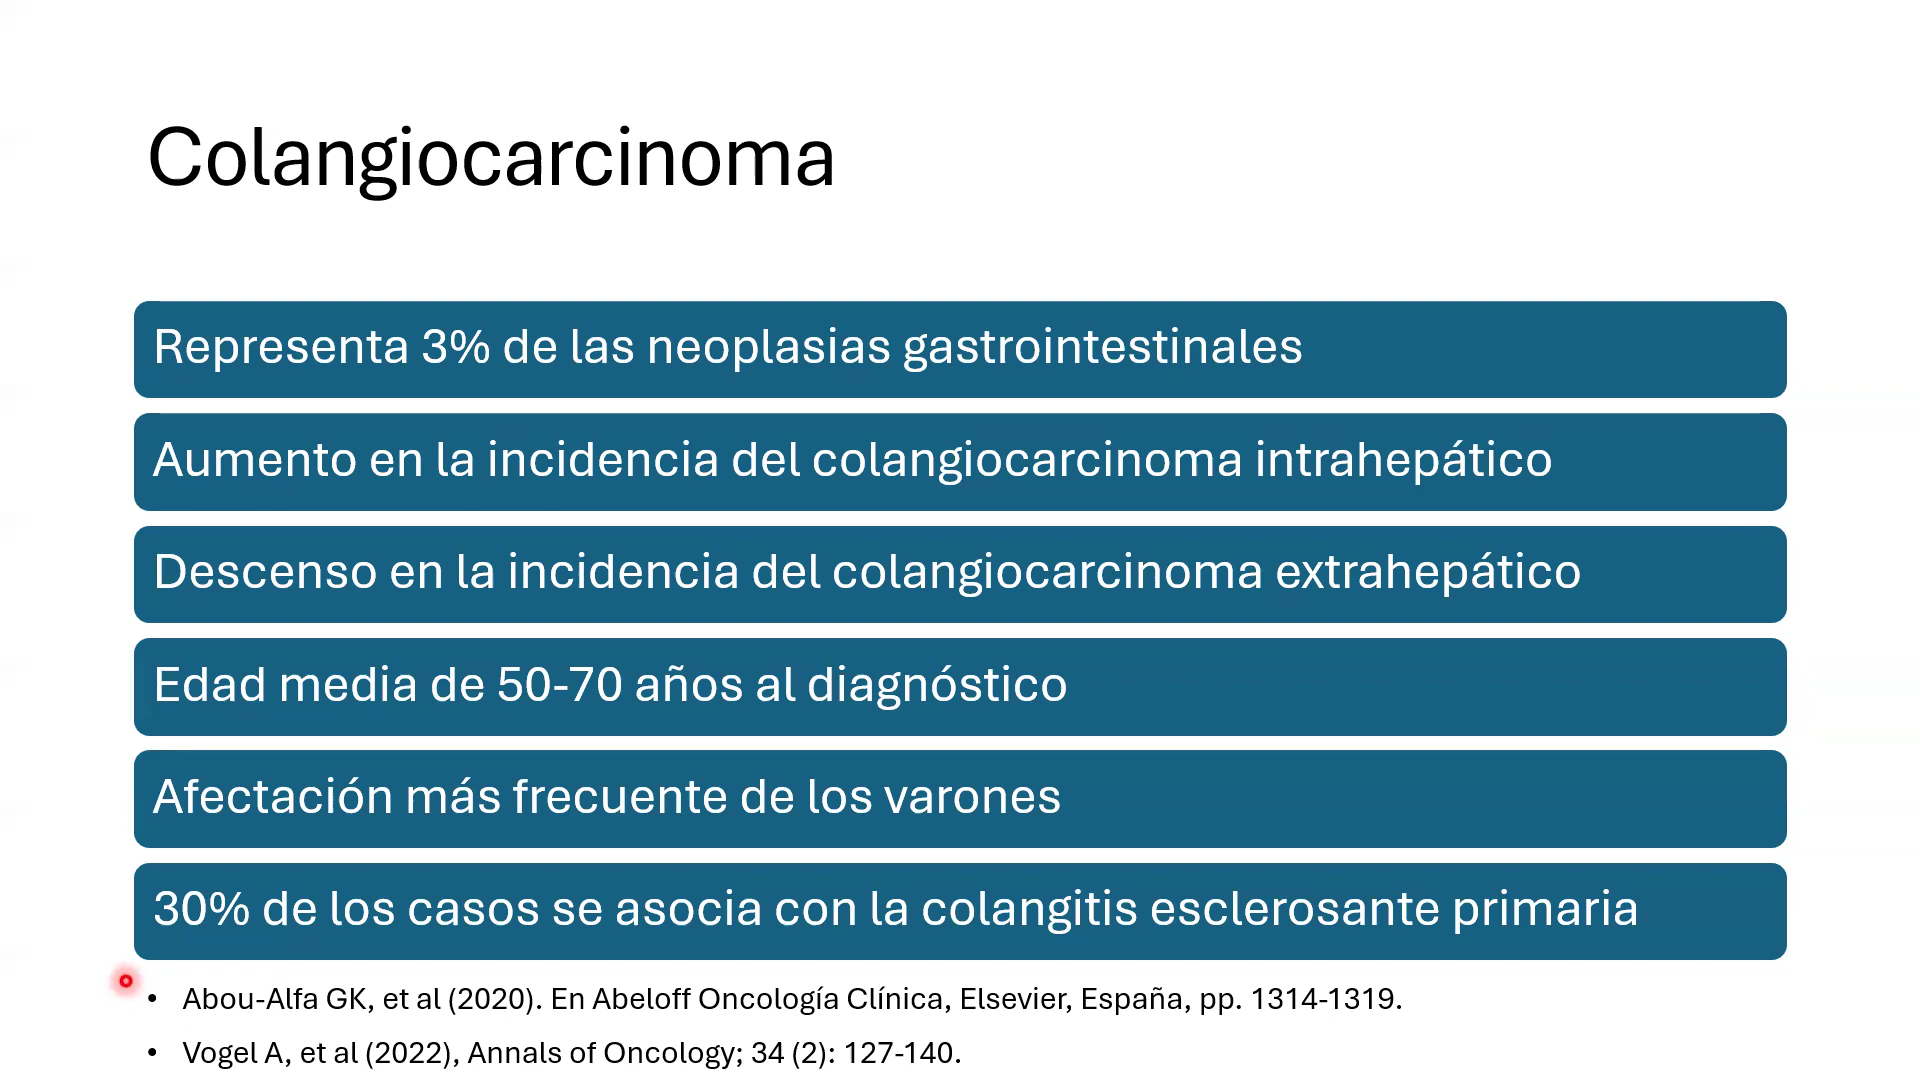 Colangiocarcinoma
Representa 3% de las neoplasias gastrointestinales
Aumento en la incidencia del colangiocarcinoma intrahepático
Descenso en la incidencia del colangiocarcinoma extrahepático
Edad media de 50-70 años al diagnóstico
Afectación más frecuente de los varones
30% de los casos se asocia con la colangitis esclerosante primaria
• Abou-Alfa GK, et al (2020). En Abeloff Oncología Clínica, Elsevier, España, pp. 1314-1319.
• Vogel A, et al (2022), Annals of Oncology; 34 (2): 127-140.